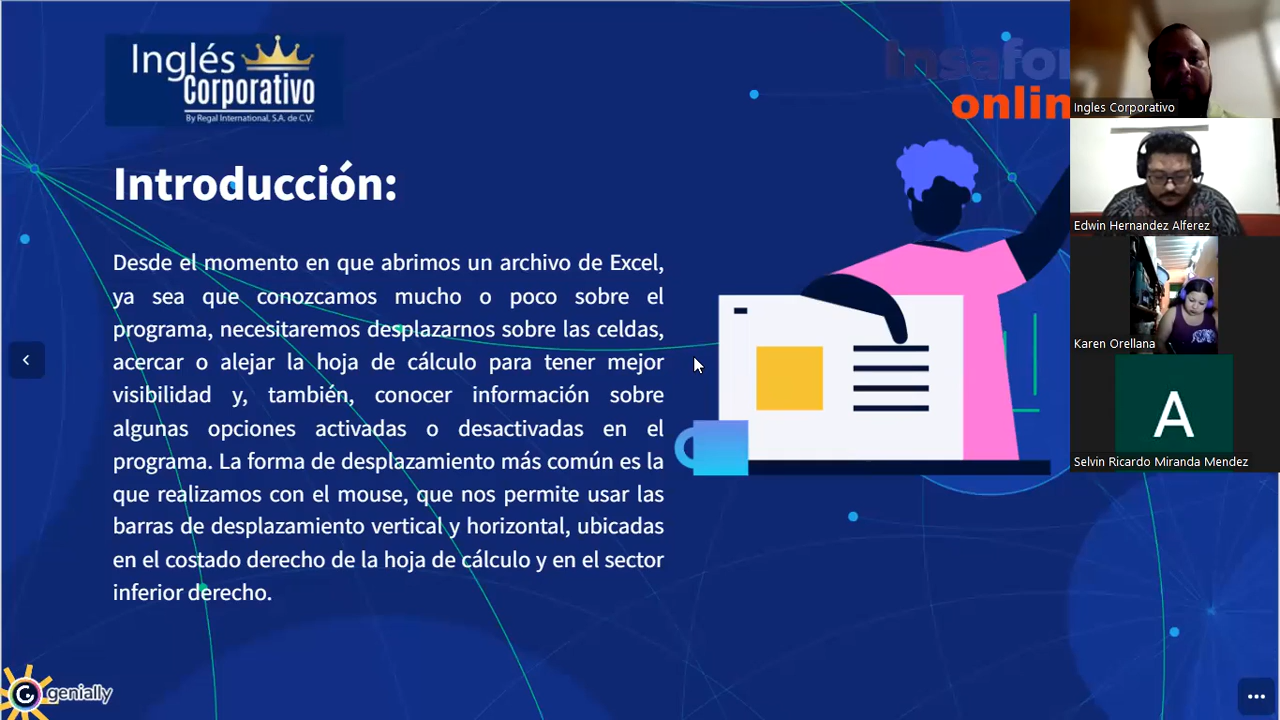 Inglés
Corporativo
By Regal International, S.A. de C.V.
Insafor
onlin
Introducción:
Desde el momento en que abrimos un archivo de Excel,
ya sea que conozcamos mucho o poco sobre el
programa, necesitaremos desplazarnos sobre las celdas,
acercar o alejar la hoja de cálculo para tener mejor
visibilidad y, también, conocer información sobre
algunas opciones activadas o desactivadas en el
programa. La forma de desplazamiento más común es la
que realizamos con el mouse, que nos permite usar las
barras de desplazamiento vertical y horizontal, ubicadas
en el costado derecho de la hoja de cálculo y en el sector
inferior derecho.
genially
Ingles Corporativo
Edwin Hernandez Alferez
Karen Orellana
A
Selvin Ricardo Miranda Mendez